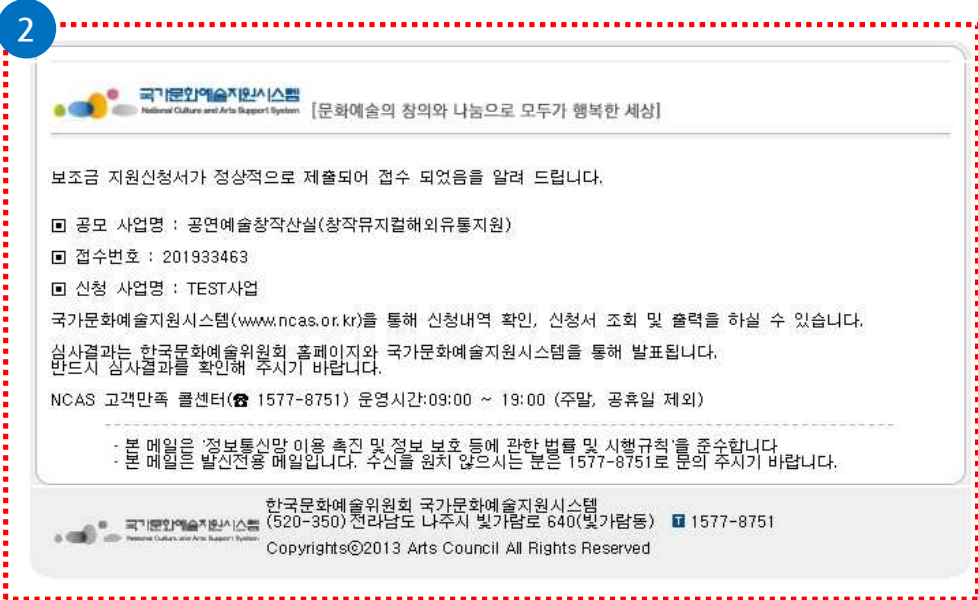 2
국가문화예술지원시스템
National Culture and Arts Support System
[문화예술의 창의와 나눔으로 모두가 행복한 세상]
보조금 지원신청서가 정상적으로 제출되어 접수 되었음을 알려 드립니다.
▣ 공모 사업명 : 공연예술창작산실(창작뮤지컬해외유통지원)
▣ 접수번호 : 201933463
▣ 신청 사업명 : TEST사업
국가문화예술지원시스템(www.ncas.or.kr)을 통해 신청내역 확인, 신청서 조회 및 출력을 하실 수 있습니다.
심사결과는 한국문화예술위원회 홈페이지와 국가문화예술지원시스템을 통해 발표됩니다.
반드시 심사결과를 확인해 주시기 바랍니다.
NCAS 고객만족 콜센터(☎ 1577-8751) 운영시간:09:00 ~ 19:00 (주말, 공휴일 제외)
· 본 메일은 '정보통신망 이용 촉진 및 정보 보호 등에 관한 법률 및 시행규칙'을 준수합니다
· 본 메일은 발신전용 메일입니다. 수신을 원치 않으시는 분은 1577-8751로 문의 주시기 바랍니다.
국가문화예술지원시스템
National Culture and Arts Support System
한국문화예술위원회 국가문화예술지원시스템
(520-350) 전라남도 나주시 빛가람로 640(빛가람동) T 1577-8751
Copyrightsⓒ2013 Arts Council All Rights Reserved